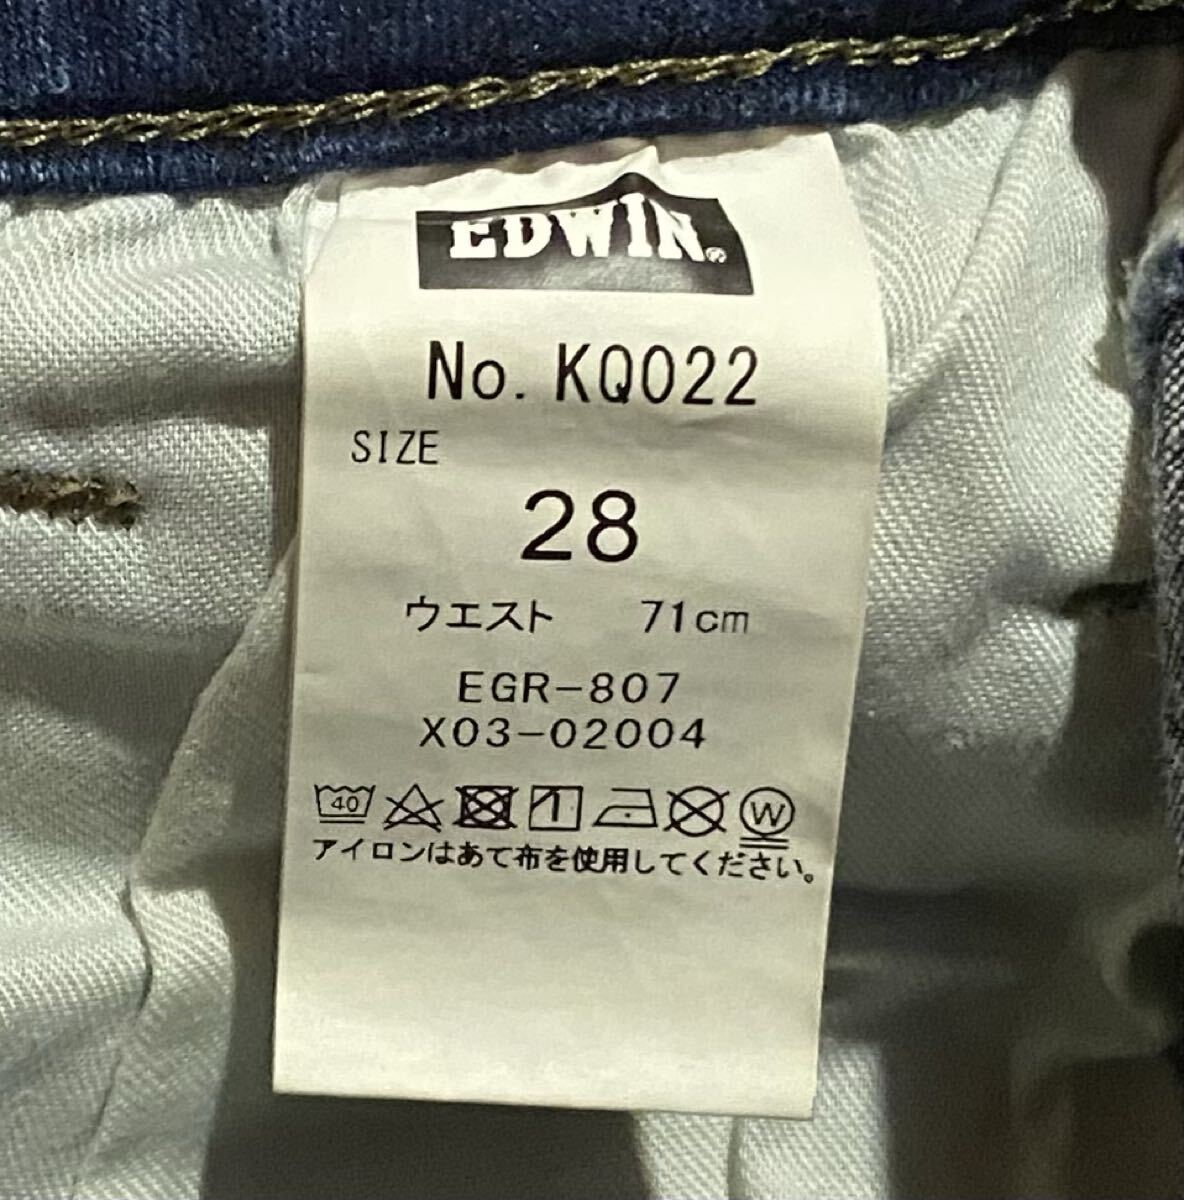 EDWIN®
No. KQ022
SIZE
28
ウエスト 71cm
EGR-807
X03-02004
40 W
アイロンはあて布を使用してください。